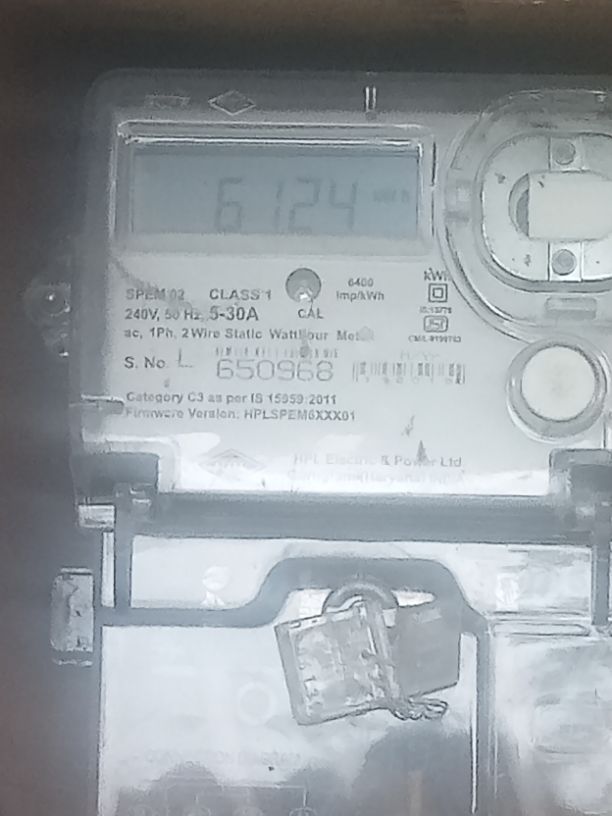 6124
SPEM 02 CLASS 1
6400
imp/kWh
240V, 50 Hz, 5-30A
CAL
ac, 1Ph, 2 Wire Static Watthour Meter
S. No. L 650968
Category C3 as per IS 15959:2011
Firmware Version: HPLSPEM6XXX01
HPL Electric & Power Ltd